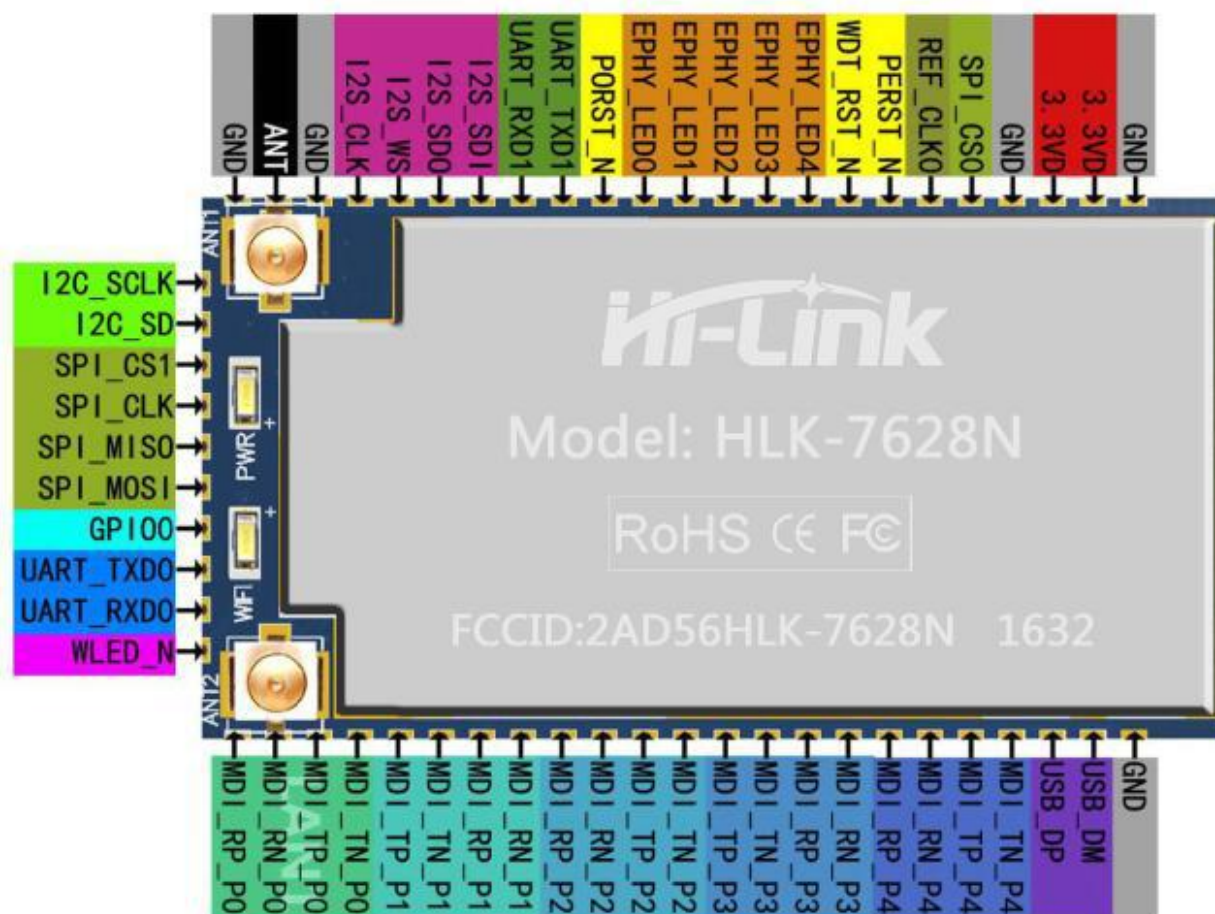 GND
ANT
GND
I2S_CLK
I2S_WS
I2S_SDO
I2S_SDI
UART_RXD1
UART_TXD1
PORST_N
EPHY_LED0
EPHY_LED1
EPHY_LED2
EPHY_LED3
EPHY_LED4
WDT_RST_N
PERST_N
REF_CLKO
SPI_CS0
GND
3.3VD
3.3VD
GND
ANT1
I2C_SCLK
I2C_SD
SPI_CS1
SPI_CLK
SPI_MISO
SPI_MOSI
GPIO0
UART_TXD0
UART_RXD0
WLED_N
+
PWR
+
WIFI
ANT2
Hi-Link
Model: HLK-7628N
RoHS CE FC
FCCID:2AD56HLK-7628N 1632
MDI_RP_P0
MDI_RN_P0
MDI_TP_P0
MDI_TN_P0
MDI_TP_P1
MDI_TN_P1
MDI_RP_P1
MDI_RN_P1
MDI_RP_P2
MDI_RN_P2
MDI_TP_P2
MDI_TN_P2
MDI_TP_P3
MDI_TN_P3
MDI_RP_P3
MDI_RN_P3
MDI_RP_P4
MDI_RN_P4
MDI_TP_P4
MDI_TN_P4
USB_DP
USB_DM
GND